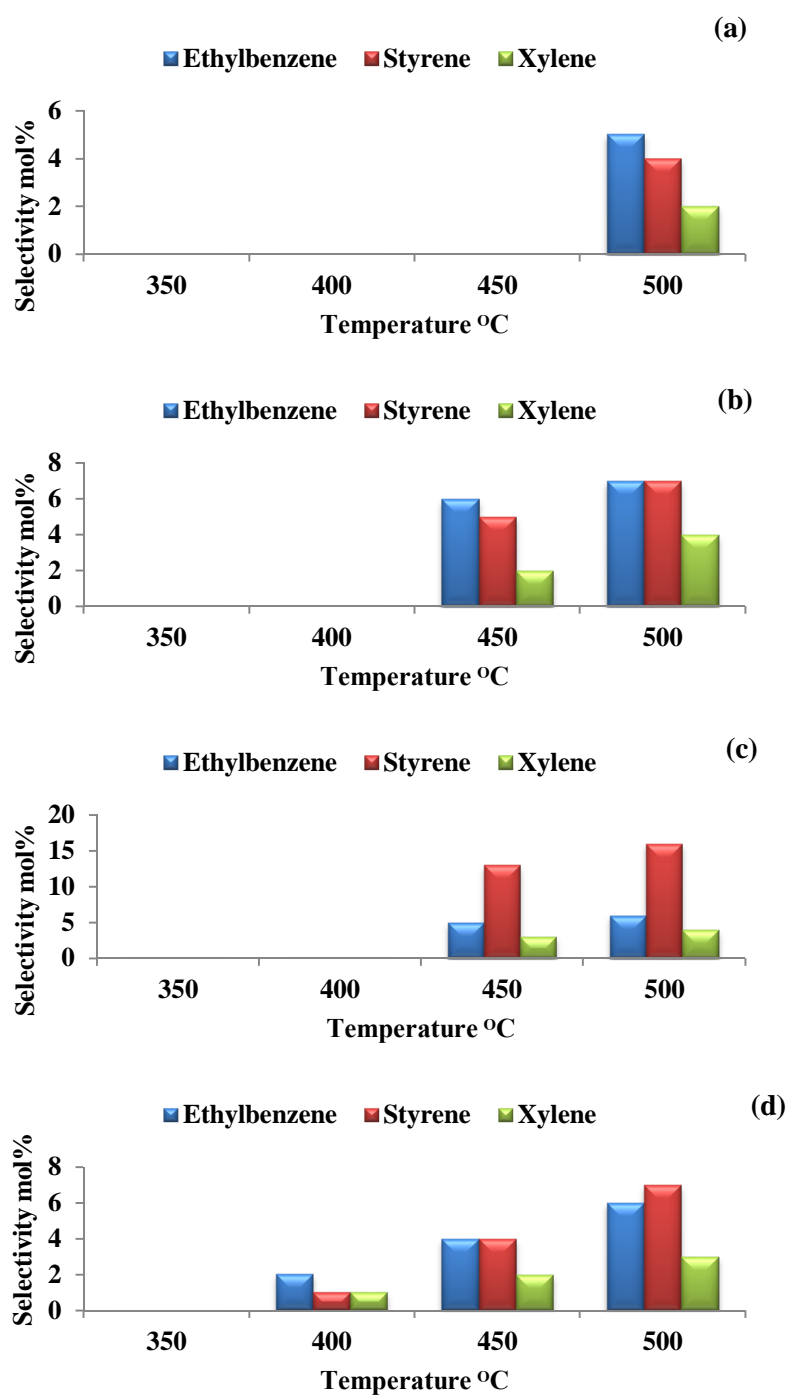 (a)
Ethylbenzene Styrene Xylene
Selectivity mol%
6
4
2
0
350 400 450 500
Temperature ᴼC
(b)
Ethylbenzene Styrene Xylene
Selectivity mol%
8
6
4
2
0
350 400 450 500
Temperature ᴼC
(c)
Ethylbenzene Styrene Xylene
Selectivity mol%
20
15
10
5
0
350 400 450 500
Temperature ᴼC
(d)
Ethylbenzene Styrene Xylene
Selectivity mol%
8
6
4
2
0
350 400 450 500
Temperature ᴼC